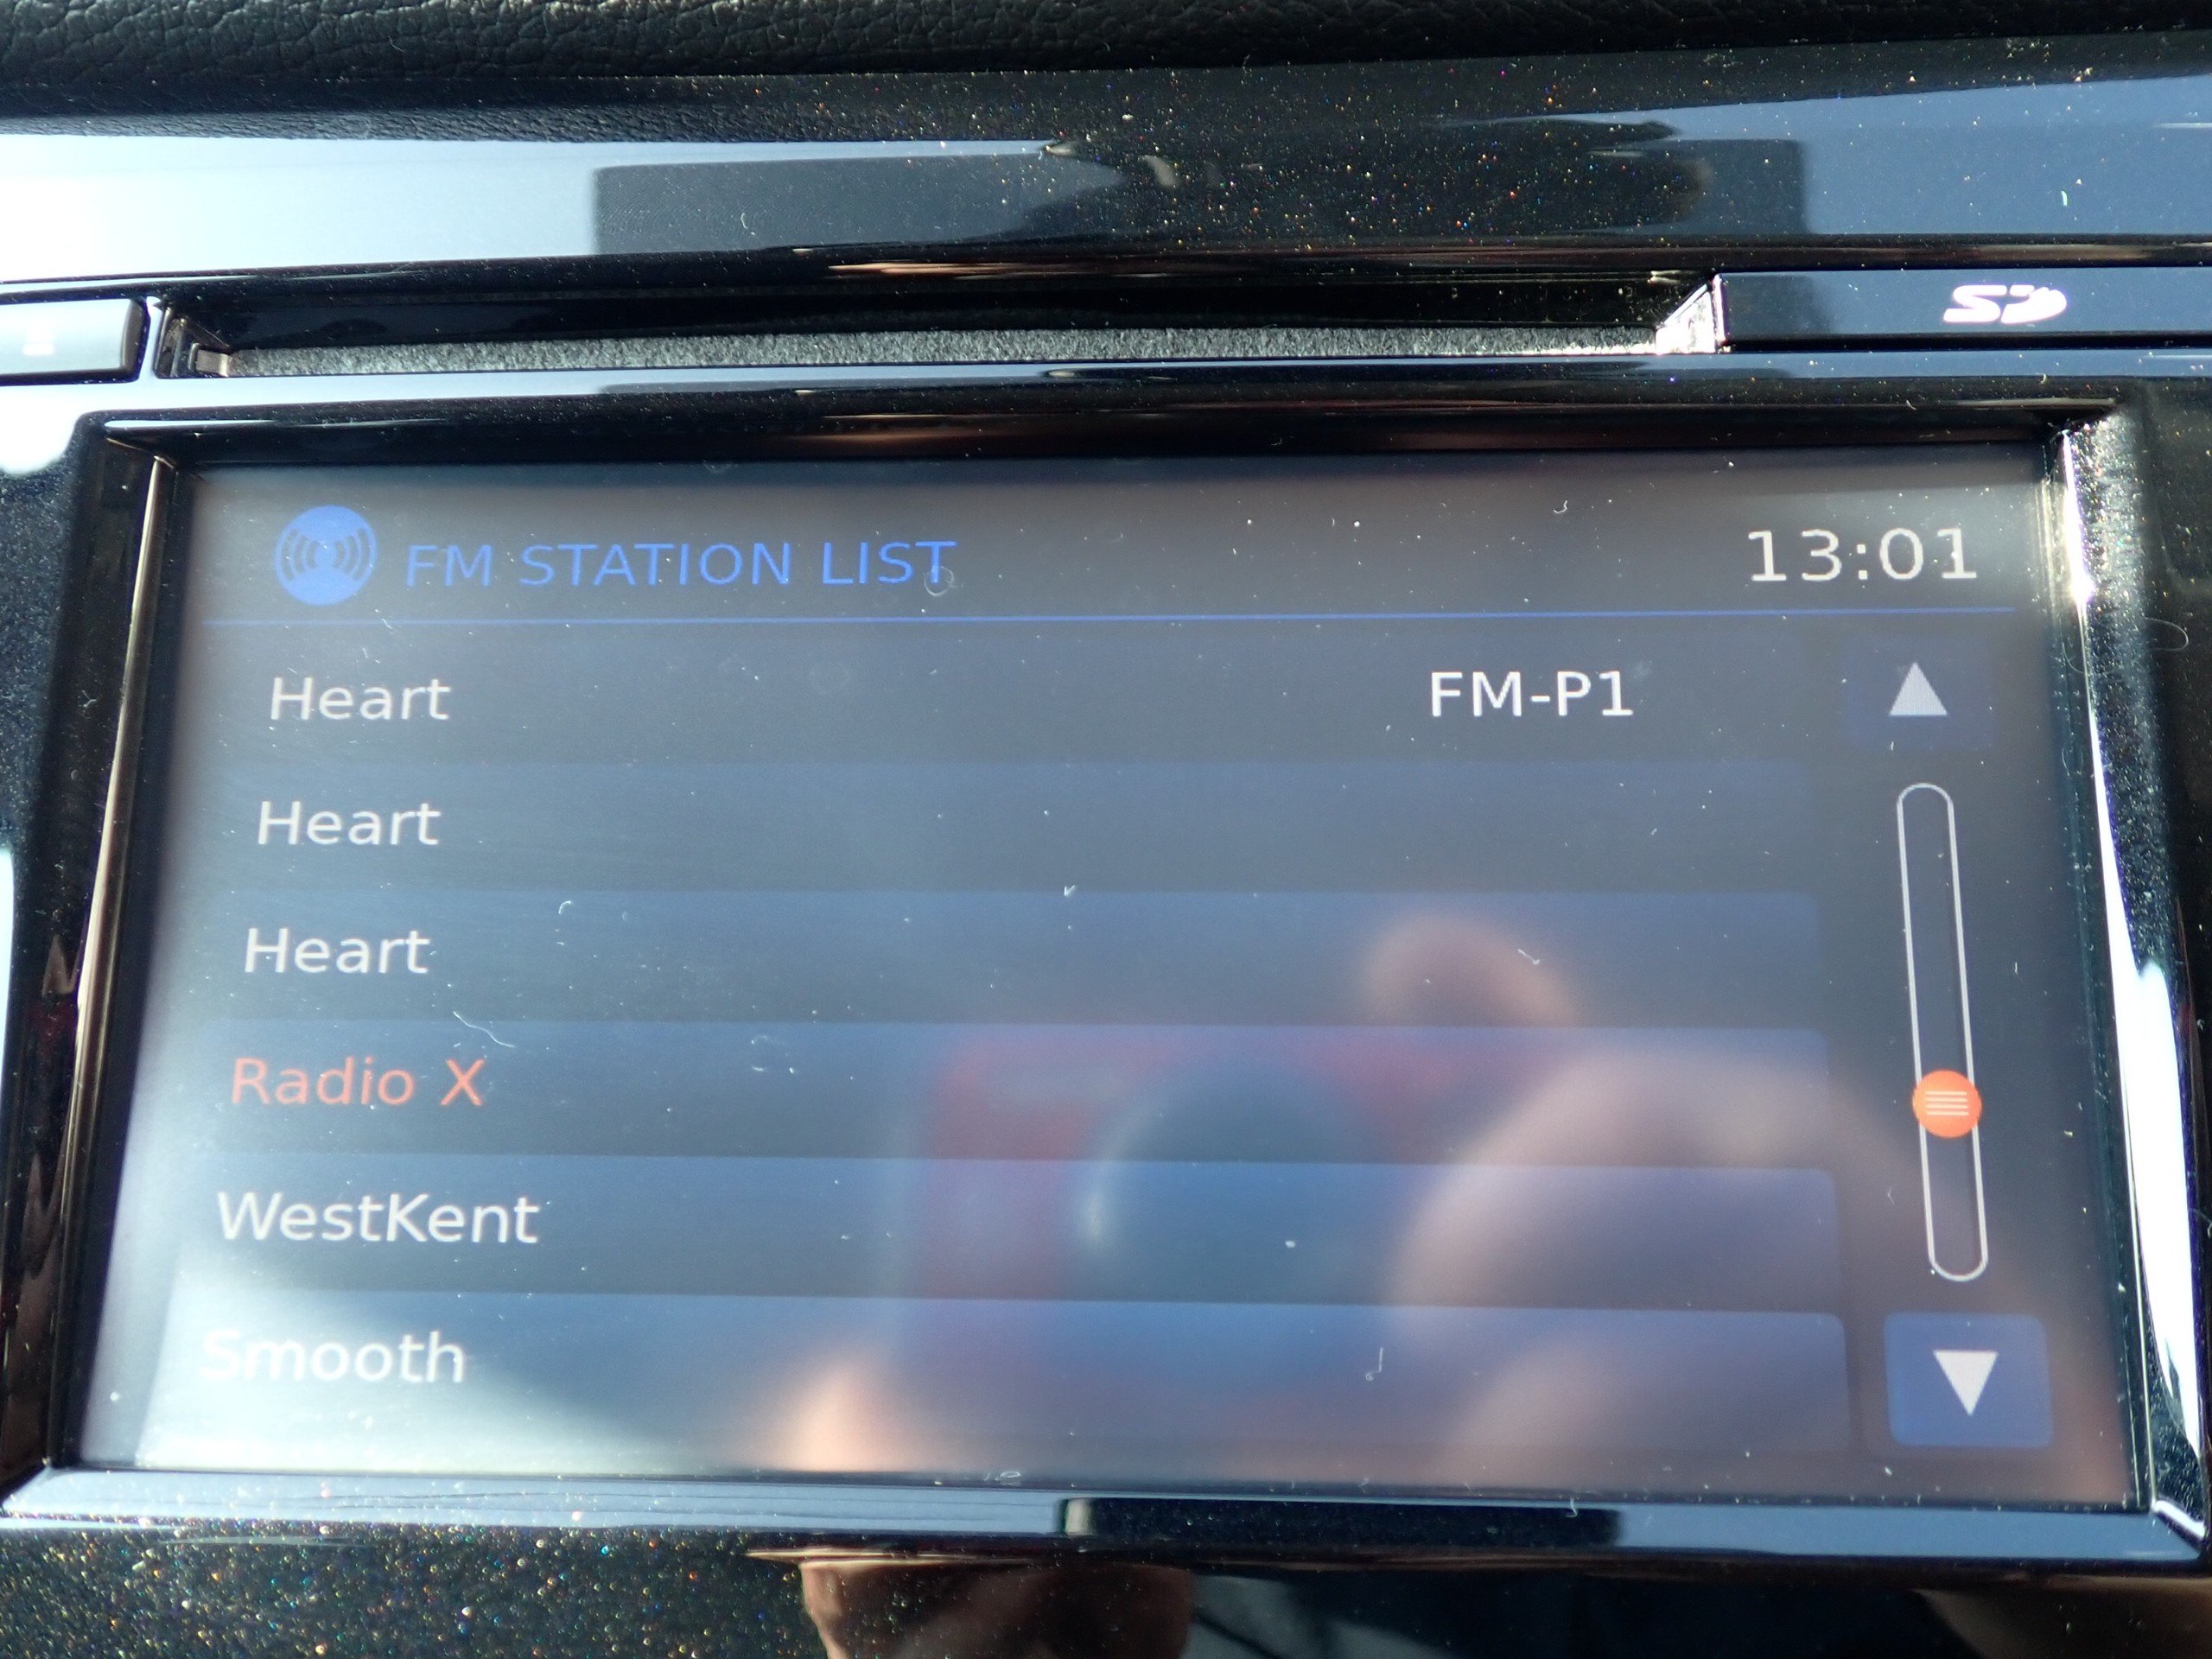 SD
FM STATION LIST 13:01
Heart FM-P1
Heart
Heart
Radio X
WestKent
Smooth